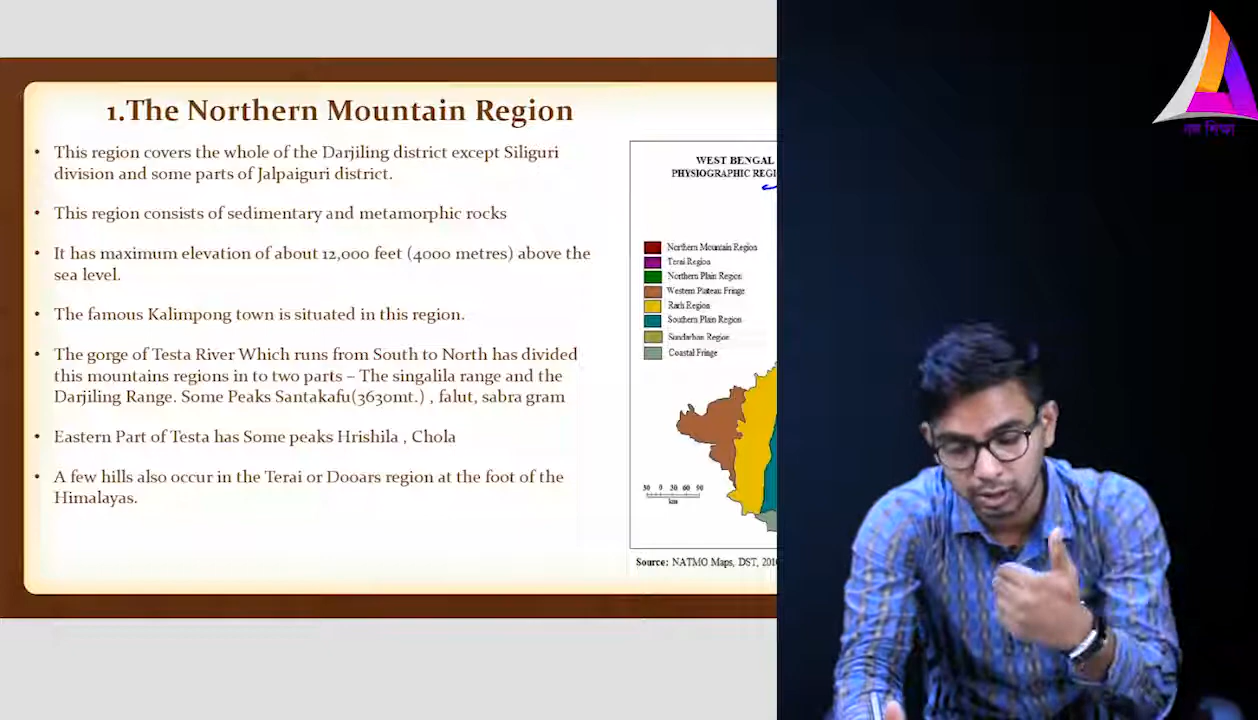 1.The Northern Mountain Region
• This region covers the whole of the Darjiling district except Siliguri
division and some parts of Jalpaiguri district.
• This region consists of sedimentary and metamorphic rocks
• It has maximum elevation of about 12,000 feet (4000 metres) above the
sea level.
• The famous Kalimpong town is situated in this region.
• The gorge of Testa River Which runs from South to North has divided
this mountains regions in to two parts – The singalila range and the
Darjiling Range. Some Peaks Santakafu(3630mt.) , falut, sabra gram
• Eastern Part of Testa has Some peaks Hrishila , Chola
• A few hills also occur in the Terai or Dooars region at the foot of the
Himalayas.
WEST BENGAL
PHYSIOGRAPHIC REGI
Northern Mountain Region
Terai Region
Northern Plain Region
Western Plateau Fringe
Rarh Region
Southern Plain Region
Sundarban Region
Coastal Fringe
30 0 30 60 90
km
Source: NATMO Maps, DST, 201